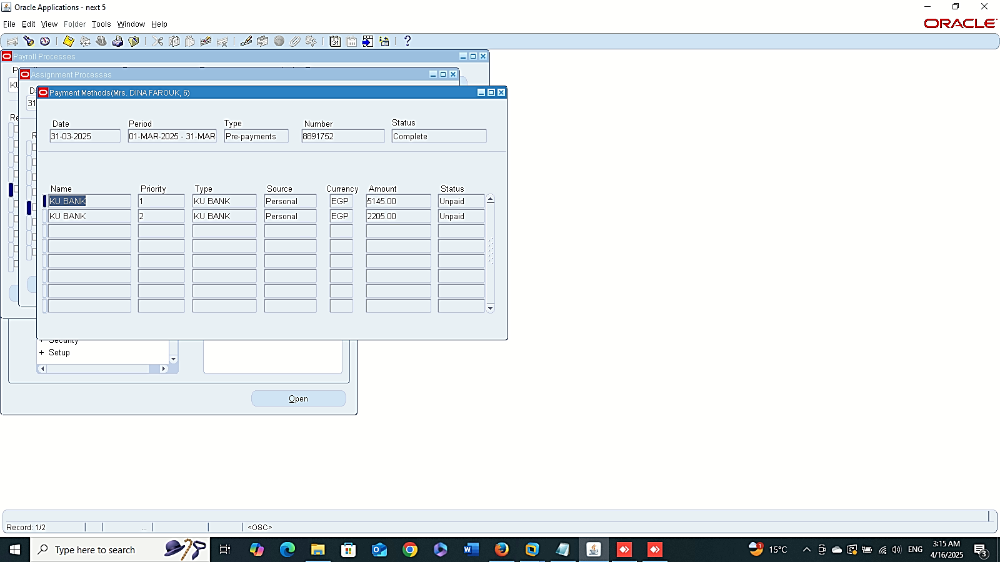 Oracle Applications - next 5
File Edit View Folder Tools Window Help
ORACLE
Payroll Processes
Assignment Processes
Payment Methods(Mrs. DINA FAROUK, 6)
Date Period Type Number Status
31-03-2025 01-MAR-2025 - 31-MAR- Pre-payments 8891752 Complete
Name Priority Type Source Currency Amount Status
KU BANK 1 KU BANK Personal EGP 5145.00 Unpaid
KU BANK 2 KU BANK Personal EGP 2205.00 Unpaid
+ Security
+ Setup
Open
Record: 1/2 ... <OSC>
Type here to search
15°C ENG
3:15 AM
4/16/2025
3